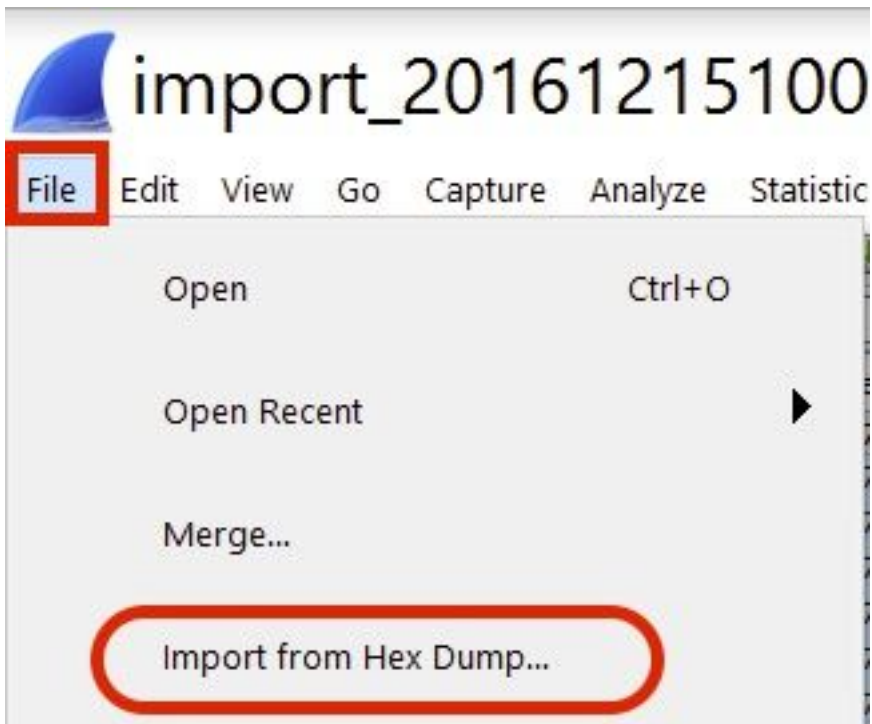 import_20161215100
File Edit View Go Capture Analyze Statistic
Open Ctrl+O
Open Recent
Merge...
Import from Hex Dump...